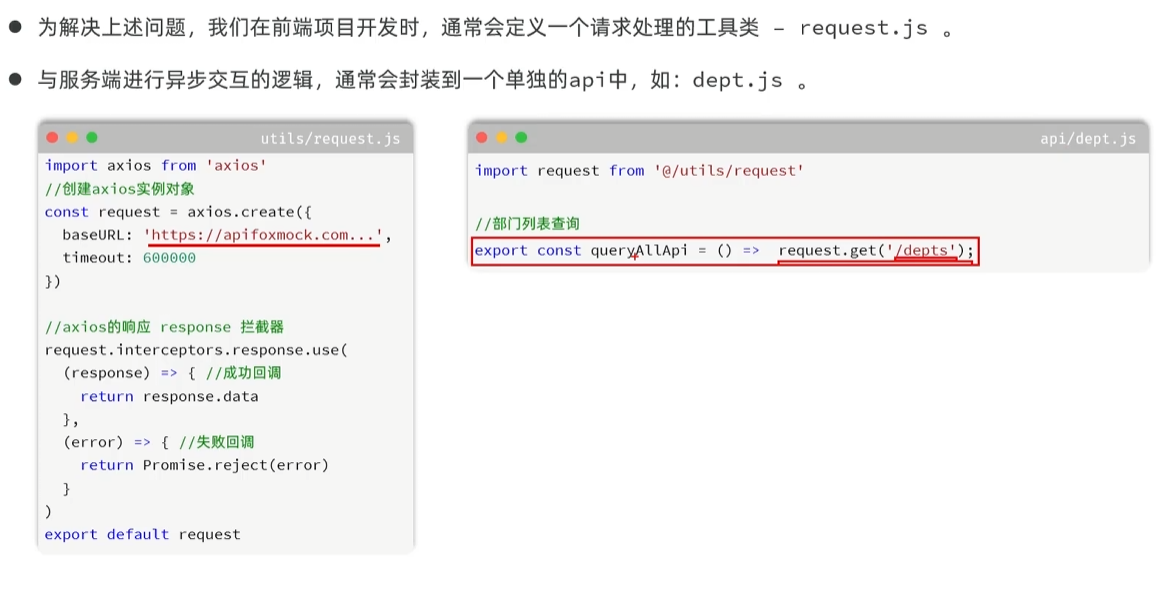 ● 为解决上述问题，我们在前端项目开发时，通常会定义一个请求处理的工具类 – request.js 。
● 与服务端进行异步交互的逻辑，通常会封装到一个单独的api中，如：dept.js 。
utils/request.js
import axios from 'axios'
//创建axios实例对象
const request = axios.create({
  baseURL: 'https://apifoxmock.com...',
  timeout: 600000
})

//axios的响应 response 拦截器
request.interceptors.response.use(
  (response) => { //成功回调
    return response.data
  },
  (error) => { //失败回调
    return Promise.reject(error)
  }
)
export default request
api/dept.js
import request from '@/utils/request'

//部门列表查询
export const queryAllApi = () =>  request.get('/depts');